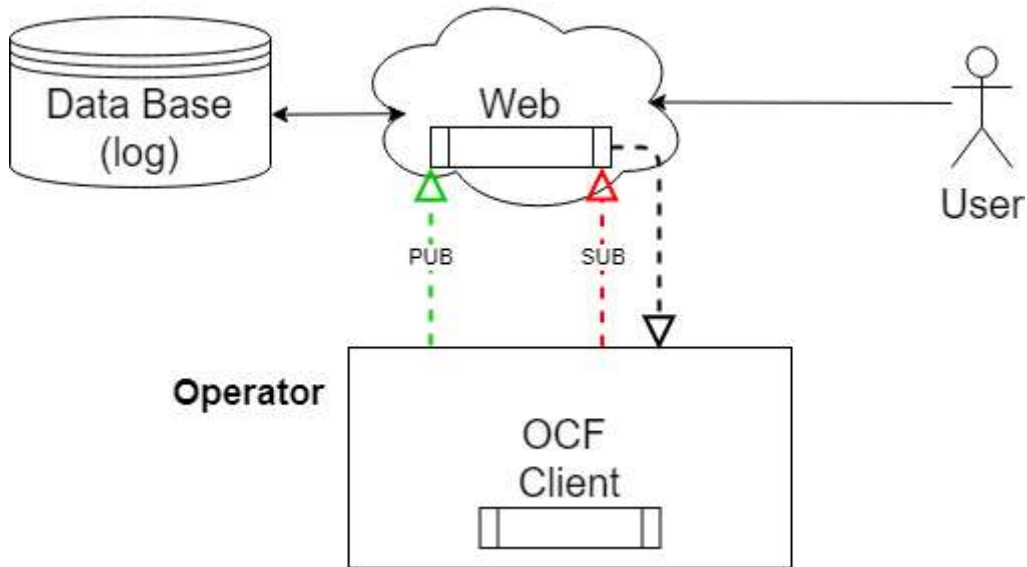 Data Base
(log)
Web
User
PUB
SUB
Operator
OCF
Client